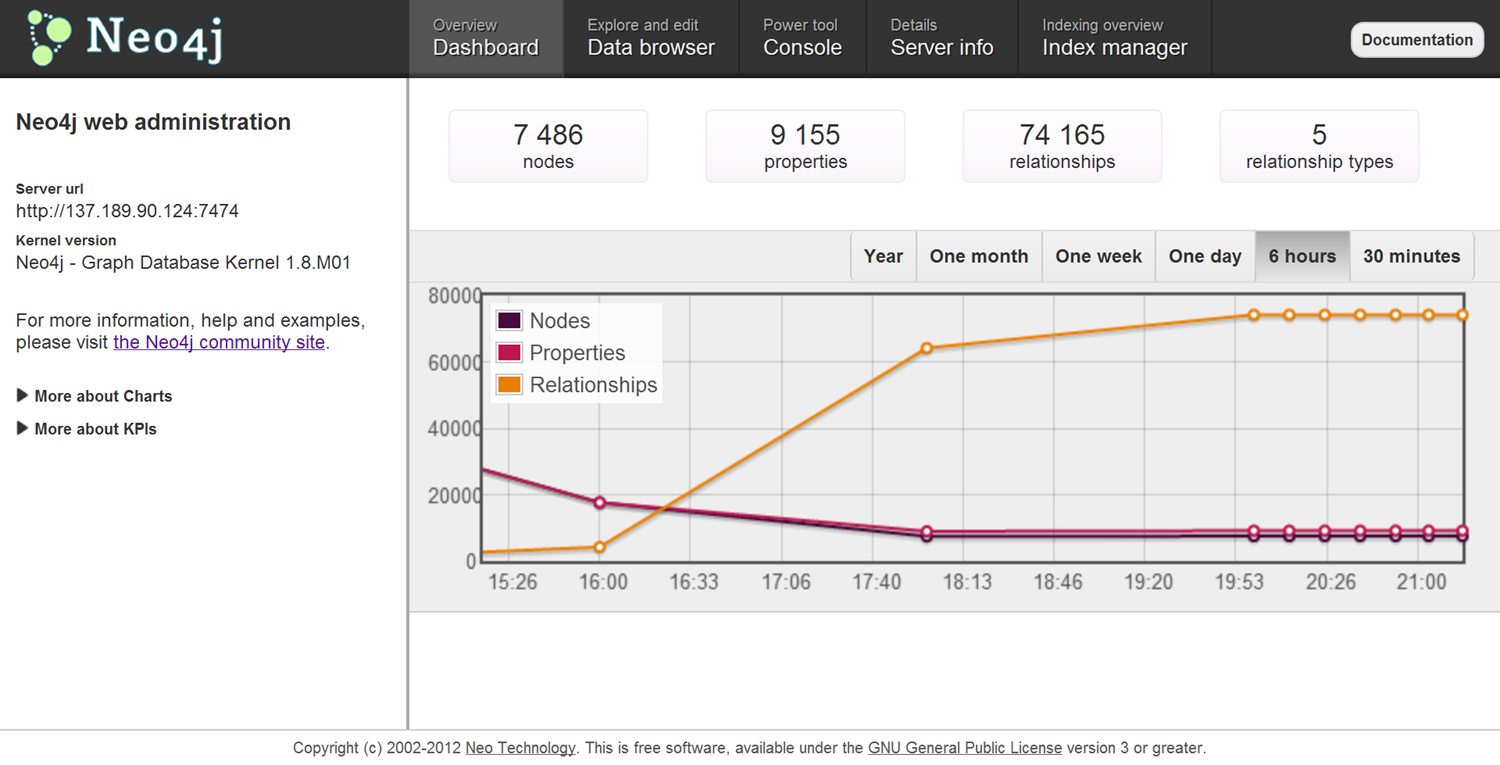 Neo4j
Overview
Dashboard
Explore and edit
Data browser
Power tool
Console
Details
Server info
Indexing overview
Index manager
Documentation
Neo4j web administration
Server url
http://137.189.90.124:7474
Kernel version
Neo4j - Graph Database Kernel 1.8.M01
For more information, help and examples,
please visit the Neo4j community site.
More about Charts
More about KPIs
7 486
nodes
9 155
properties
74 165
relationships
5
relationship types
Year One month One week One day 6 hours 30 minutes
80000
60000
40000
20000
0
Nodes
Properties
Relationships
15:26 16:00 16:33 17:06 17:40 18:13 18:46 19:20 19:53 20:26 21:00
Copyright (c) 2002-2012 Neo Technology. This is free software, available under the GNU General Public License version 3 or greater.